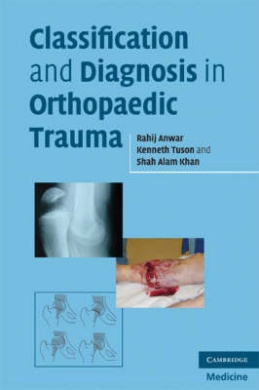 Classification
and Diagnosis in
Orthopaedic
Trauma
Rahij Anwar
Kenneth Tuson and
Shah Alam Khan
CAMBRIDGE
Medicine